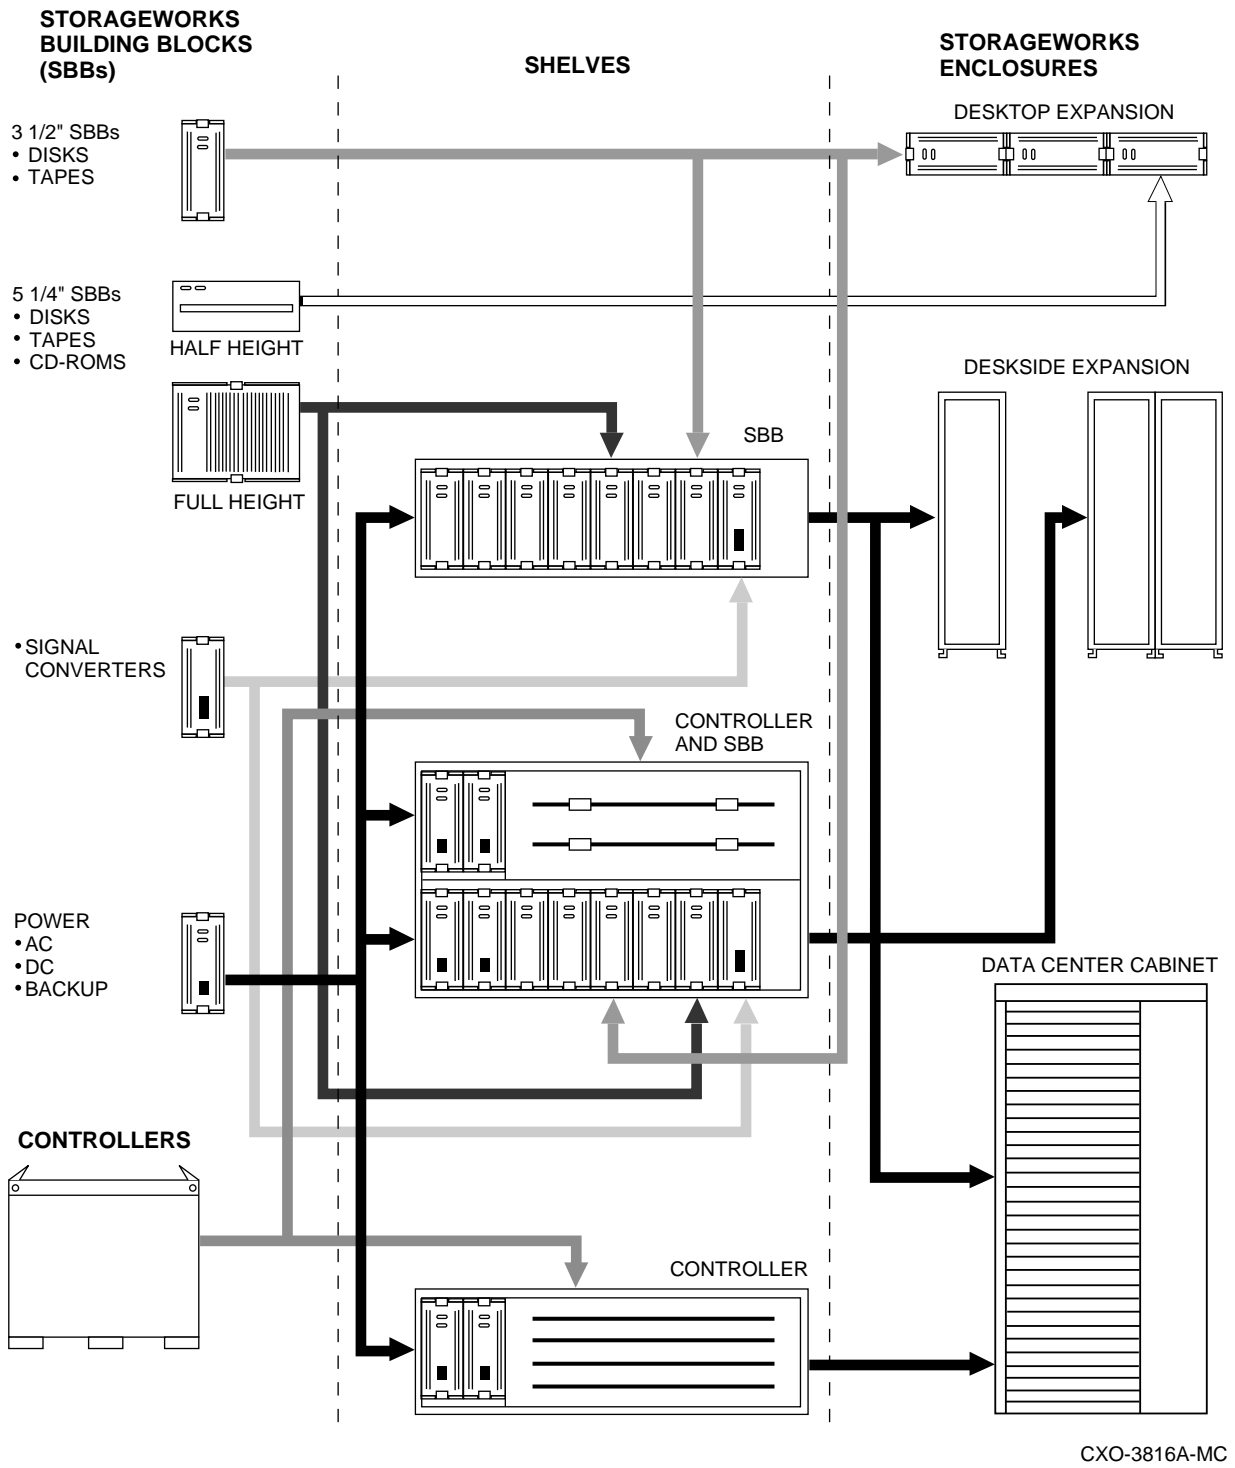 STORAGEWORKS
BUILDING BLOCKS
(SBBs)
SHELVES
STORAGEWORKS
ENCLOSURES
DESKTOP EXPANSION
3 1/2" SBBs
• DISKS
• TAPES
5 1/4" SBBs
• DISKS
• TAPES
• CD-ROMS
HALF HEIGHT
DESKSIDE EXPANSION
SBB
FULL HEIGHT
• SIGNAL
CONVERTERS
CONTROLLER
AND SBB
POWER
• AC
• DC
• BACKUP
DATA CENTER CABINET
CONTROLLERS
CONTROLLER
CXO-3816A-MC